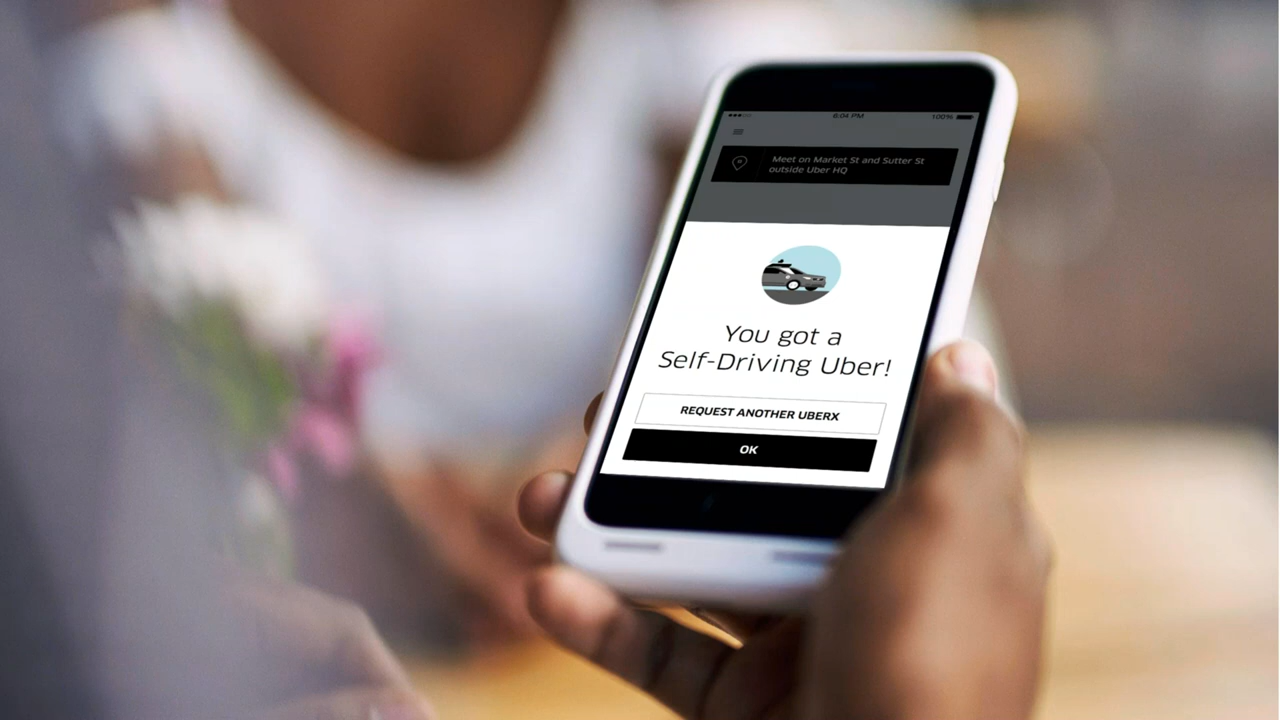 6:04 PM 100%
Meet on Market St and Sutter St
outside Uber HQ
You got a
Self-Driving Uber!
REQUEST ANOTHER UBERX
OK